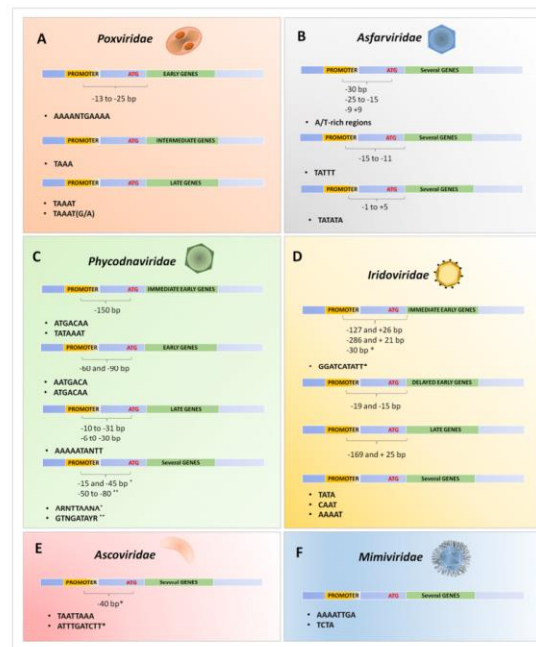 A Poxviridae
PROMOTER ATG EARLY GENES
-13 to -25 bp
• AAAANTGAAAA
PROMOTER ATG INTERMEDIATE GENES
• TAAA
PROMOTER ATG LATE GENES
• TAAAT
• TAAAT(G/A)
B Asfarviridae
PROMOTER ATG Several GENES
-30 bp
-25 to -15
-9 +9
• A/T-rich regions
PROMOTER ATG Several GENES
-15 to -11
• TATTT
PROMOTER ATG Several GENES
-1 to +5
• TATATA
C Phycodnaviridae
PROMOTER ATG IMMEDIATE EARLY GENES
-150 bp
• ATGACAA
• TATAAAT
PROMOTER ATG EARLY GENES
-60 and -90 bp
• AATGACA
• ATGACAA
PROMOTER ATG LATE GENES
-10 to -31 bp
-6 t0 -30 bp
• AAAAATANTT
PROMOTER ATG Several GENES
-15 and -45 bp *
-50 to -80 **
• ARNTTAANA*
• GTNGATAYR **
D Iridoviridae
PROMOTER ATG IMMEDIATE EARLY GENES
-127 and +26 bp
-286 and + 21 bp
-30 bp *
• GGATCATATT*
PROMOTER ATG DELAYED EARLY GENES
-19 and -15 bp
PROMOTER ATG LATE GENES
-169 and + 25 bp
PROMOTER ATG Several GENES
• TATA
• CAAT
• AAAAT
E Ascoviridae
PROMOTER ATG Several GENES
-40 bp*
• TAATTAAA
• ATTTGATCTT*
F Mimiviridae
PROMOTER ATG Several GENES
• AAAATTGA
• TCTA